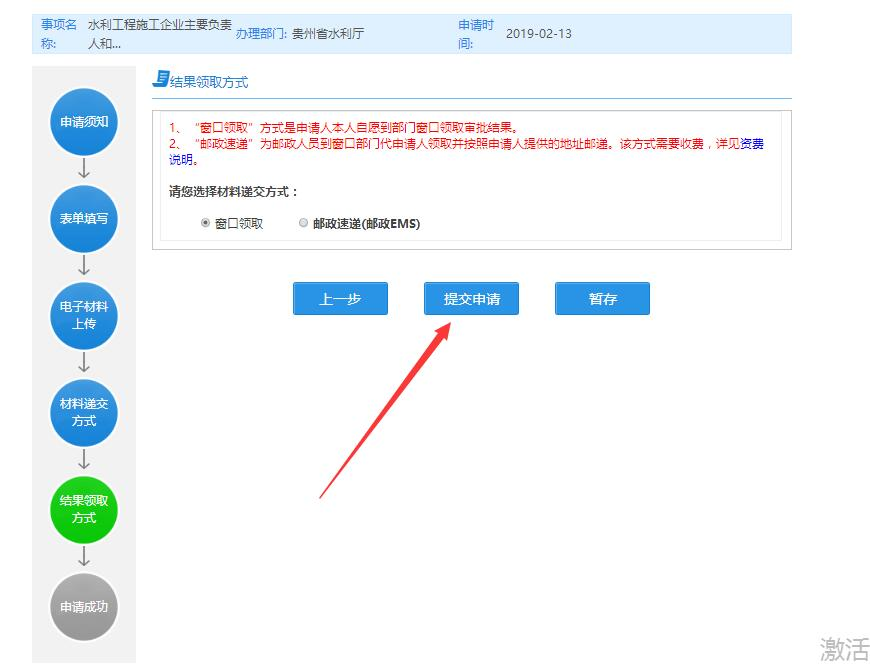 事项名称: 水利工程施工企业主要负责人和... 办理部门: 贵州省水利厅 申请时间: 2019-02-13
结果领取方式
申请须知
表单填写
电子材料
上传
材料递交
方式
结果领取
方式
申请成功
1、“窗口领取”方式是申请人本人自愿到部门窗口领取审批结果。
2、“邮政速递”为邮政人员到窗口部门代申请人领取并按照申请人提供的地址邮递。该方式需要收费，详见资费
说明。
请您选择材料递交方式：
窗口领取 邮政速递(邮政EMS)
上一步 提交申请 暂存
激活